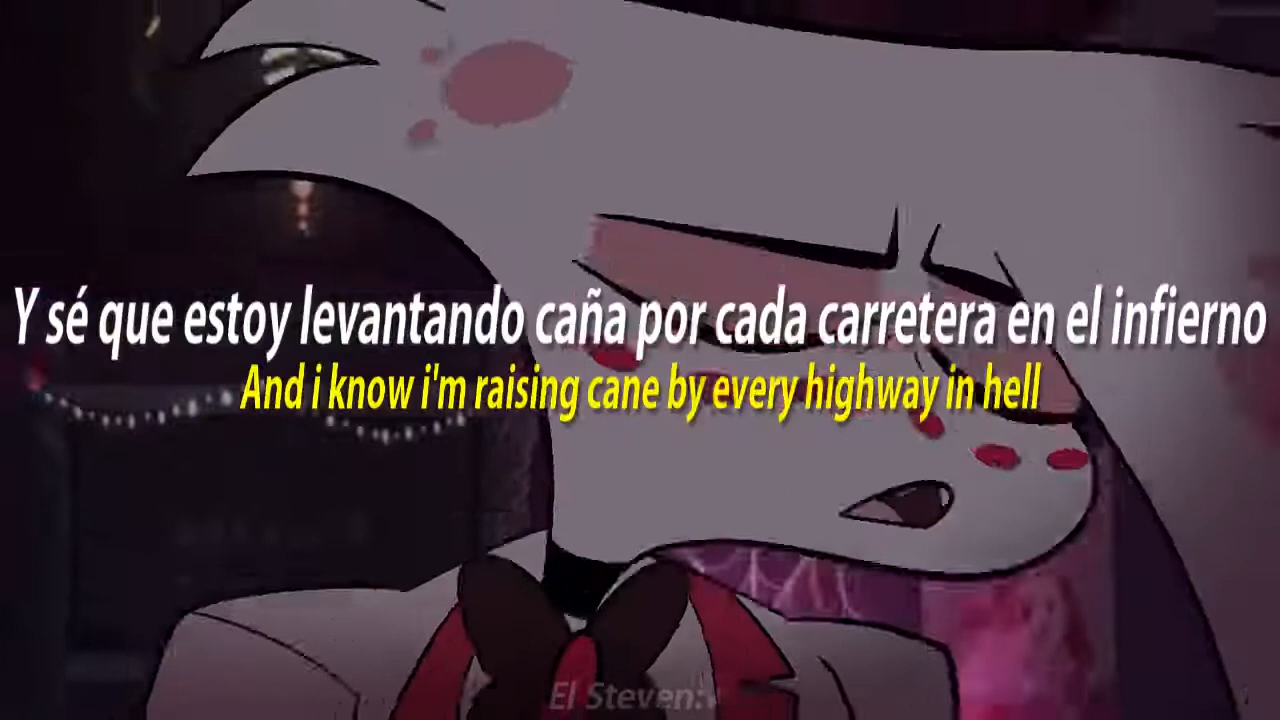 Y sé que estoy levantando caña por cada carretera en el infierno
And i know i'm raising cane by every highway in hell
El Steven:v